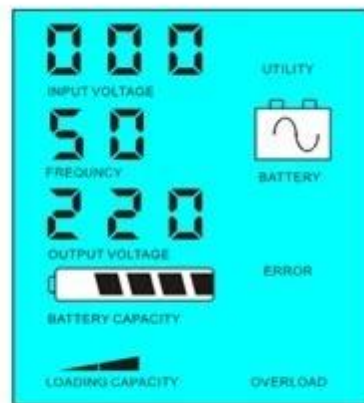 000
UTILITY
INPUT VOLTAGE
50
FREQUNCY
BATTERY
220
OUTPUT VOLTAGE
ERROR
BATTERY CAPACITY
LOADING CAPACITY
OVERLOAD